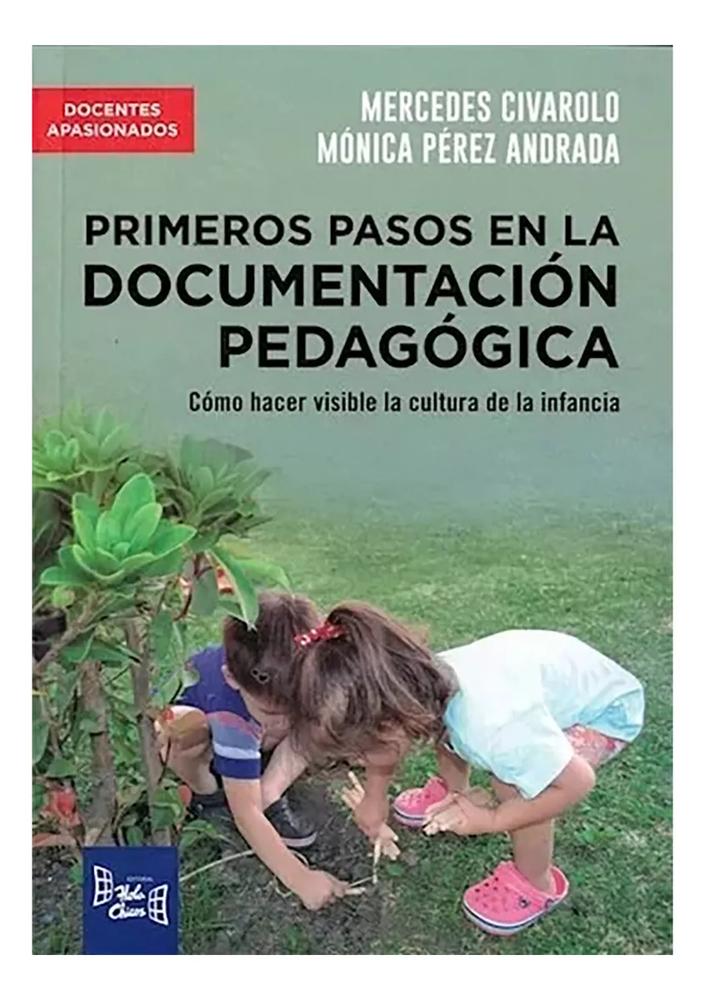 DOCENTES
APASIONADOS
MERCEDES CIVAROLO
MÓNICA PÉREZ ANDRADA
PRIMEROS PASOS EN LA
DOCUMENTACIÓN
PEDAGÓGICA
Cómo hacer visible la cultura de la infancia
EDITORIAL
Hola
Chicos